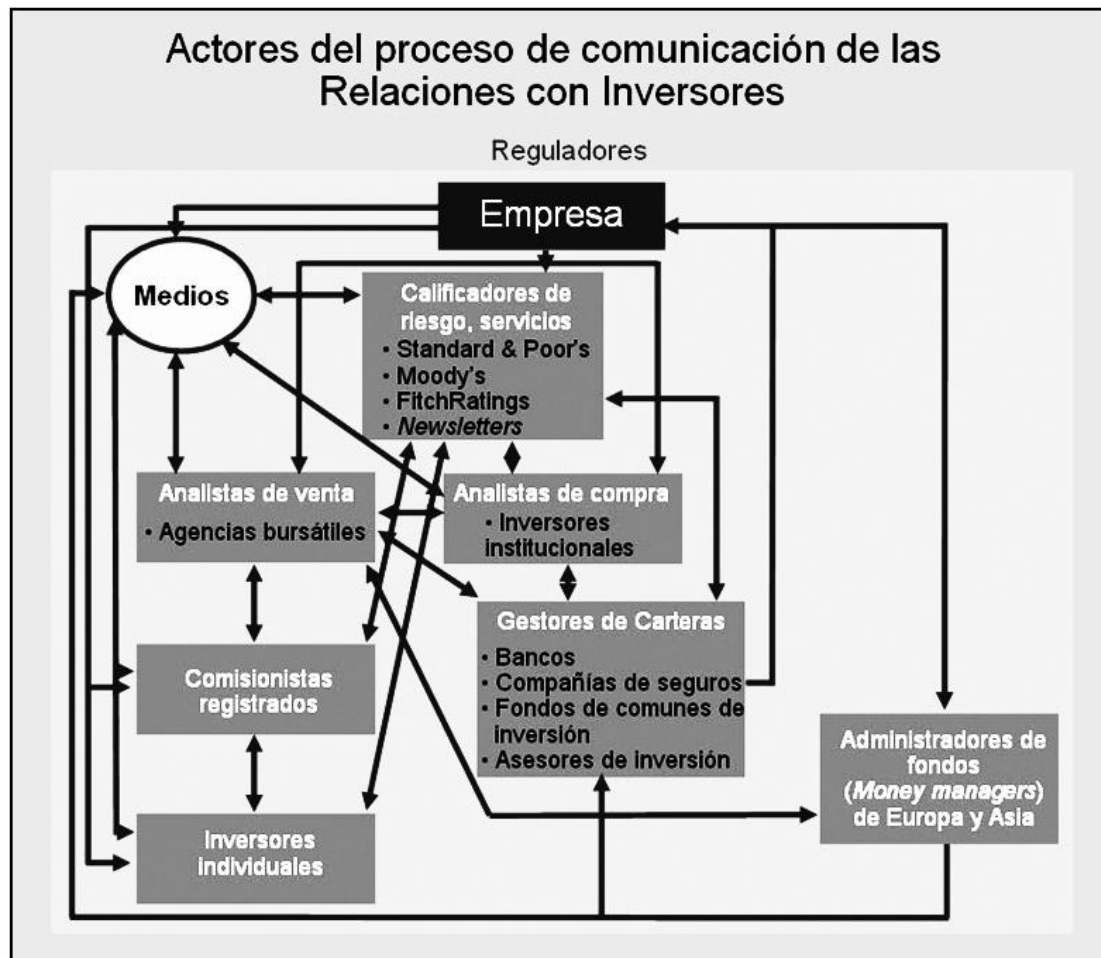 Actores del proceso de comunicación de las
Relaciones con Inversores
Reguladores
Empresa
Medios
Calificadores de
riesgo, servicios
• Standard & Poor's
• Moody's
• FitchRatings
• Newsletters
Analistas de venta
• Agencias bursátiles
Analistas de compra
• Inversores
institucionales
Gestores de Carteras
• Bancos
• Compañías de seguros
• Fondos de comunes de
inversión
• Asesores de inversión
Comisionistas
registrados
Administradores de
fondos
(Money managers)
de Europa y Asia
Inversores
individuales